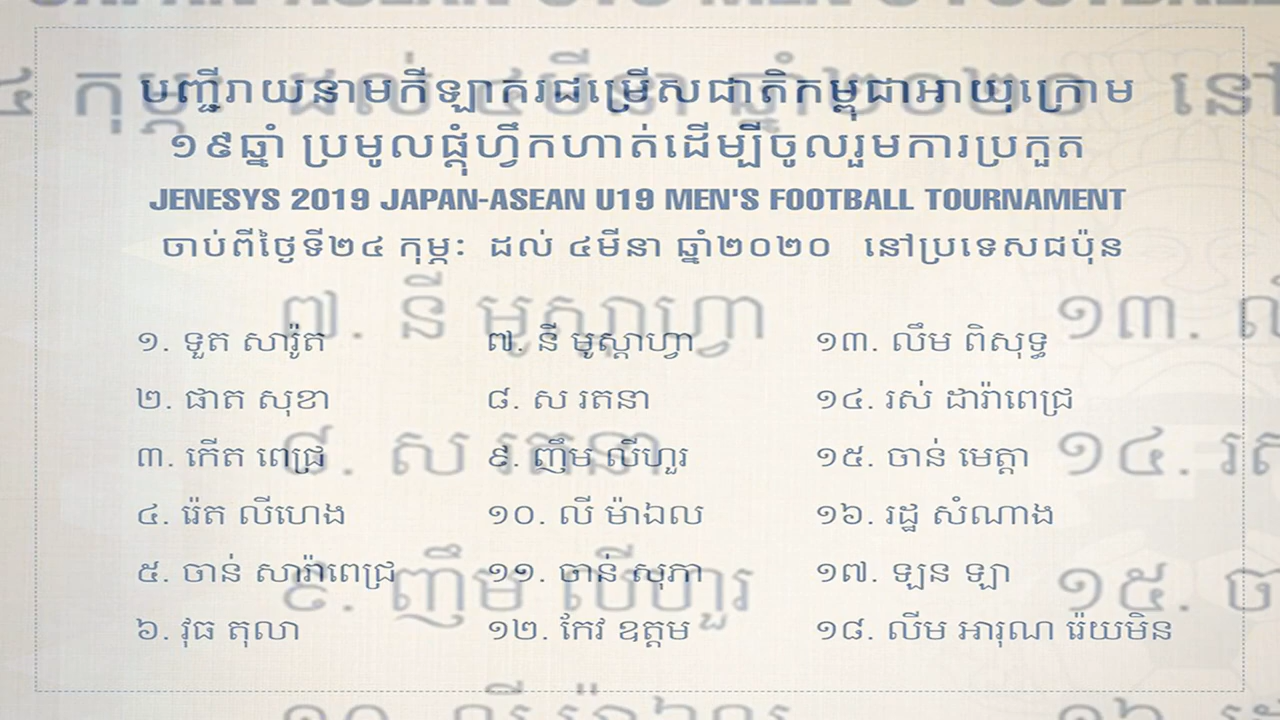 បញ្ជីរាយនាមកីឡាករជម្រើសជាតិកម្ពុជាអាយុក្រោម
១៩ឆ្នាំ ប្រមូលផ្តុំហ្វឹកហាត់ដើម្បីចូលរួមការប្រកួត
JENESYS 2019 JAPAN-ASEAN U19 MEN'S FOOTBALL TOURNAMENT
ចាប់ពីថ្ងៃទី២៤ កុម្ភៈ ដល់ ៤មីនា ឆ្នាំ២០២០ នៅប្រទេសជប៉ុន
១. ទួត សារ៉ូត
២. ផាត សុខា
៣. កើត ពេជ្រ
៤. រ៉េត លីហេង
៥. ចាន់ សារ៉ាពេជ្រ
៦. វុធ តុលា
៧. នី មូស្តាហ្វា
៨. ស រតនា
៩. ញឹម លីហួរ
១០. លី ម៉ាឯល
១១. ចាន់ សុភា
១២. កែវ ឧត្តម
១៣. លឹម ពិសុទ្ធ
១៤. រស់ ដារ៉ាពេជ្រ
១៥. ចាន់ មេត្តា
១៦. រដ្ឋ សំណាង
១៧. ឡន ឡា
១៨. លីម អារុណ រ៉េយមិន